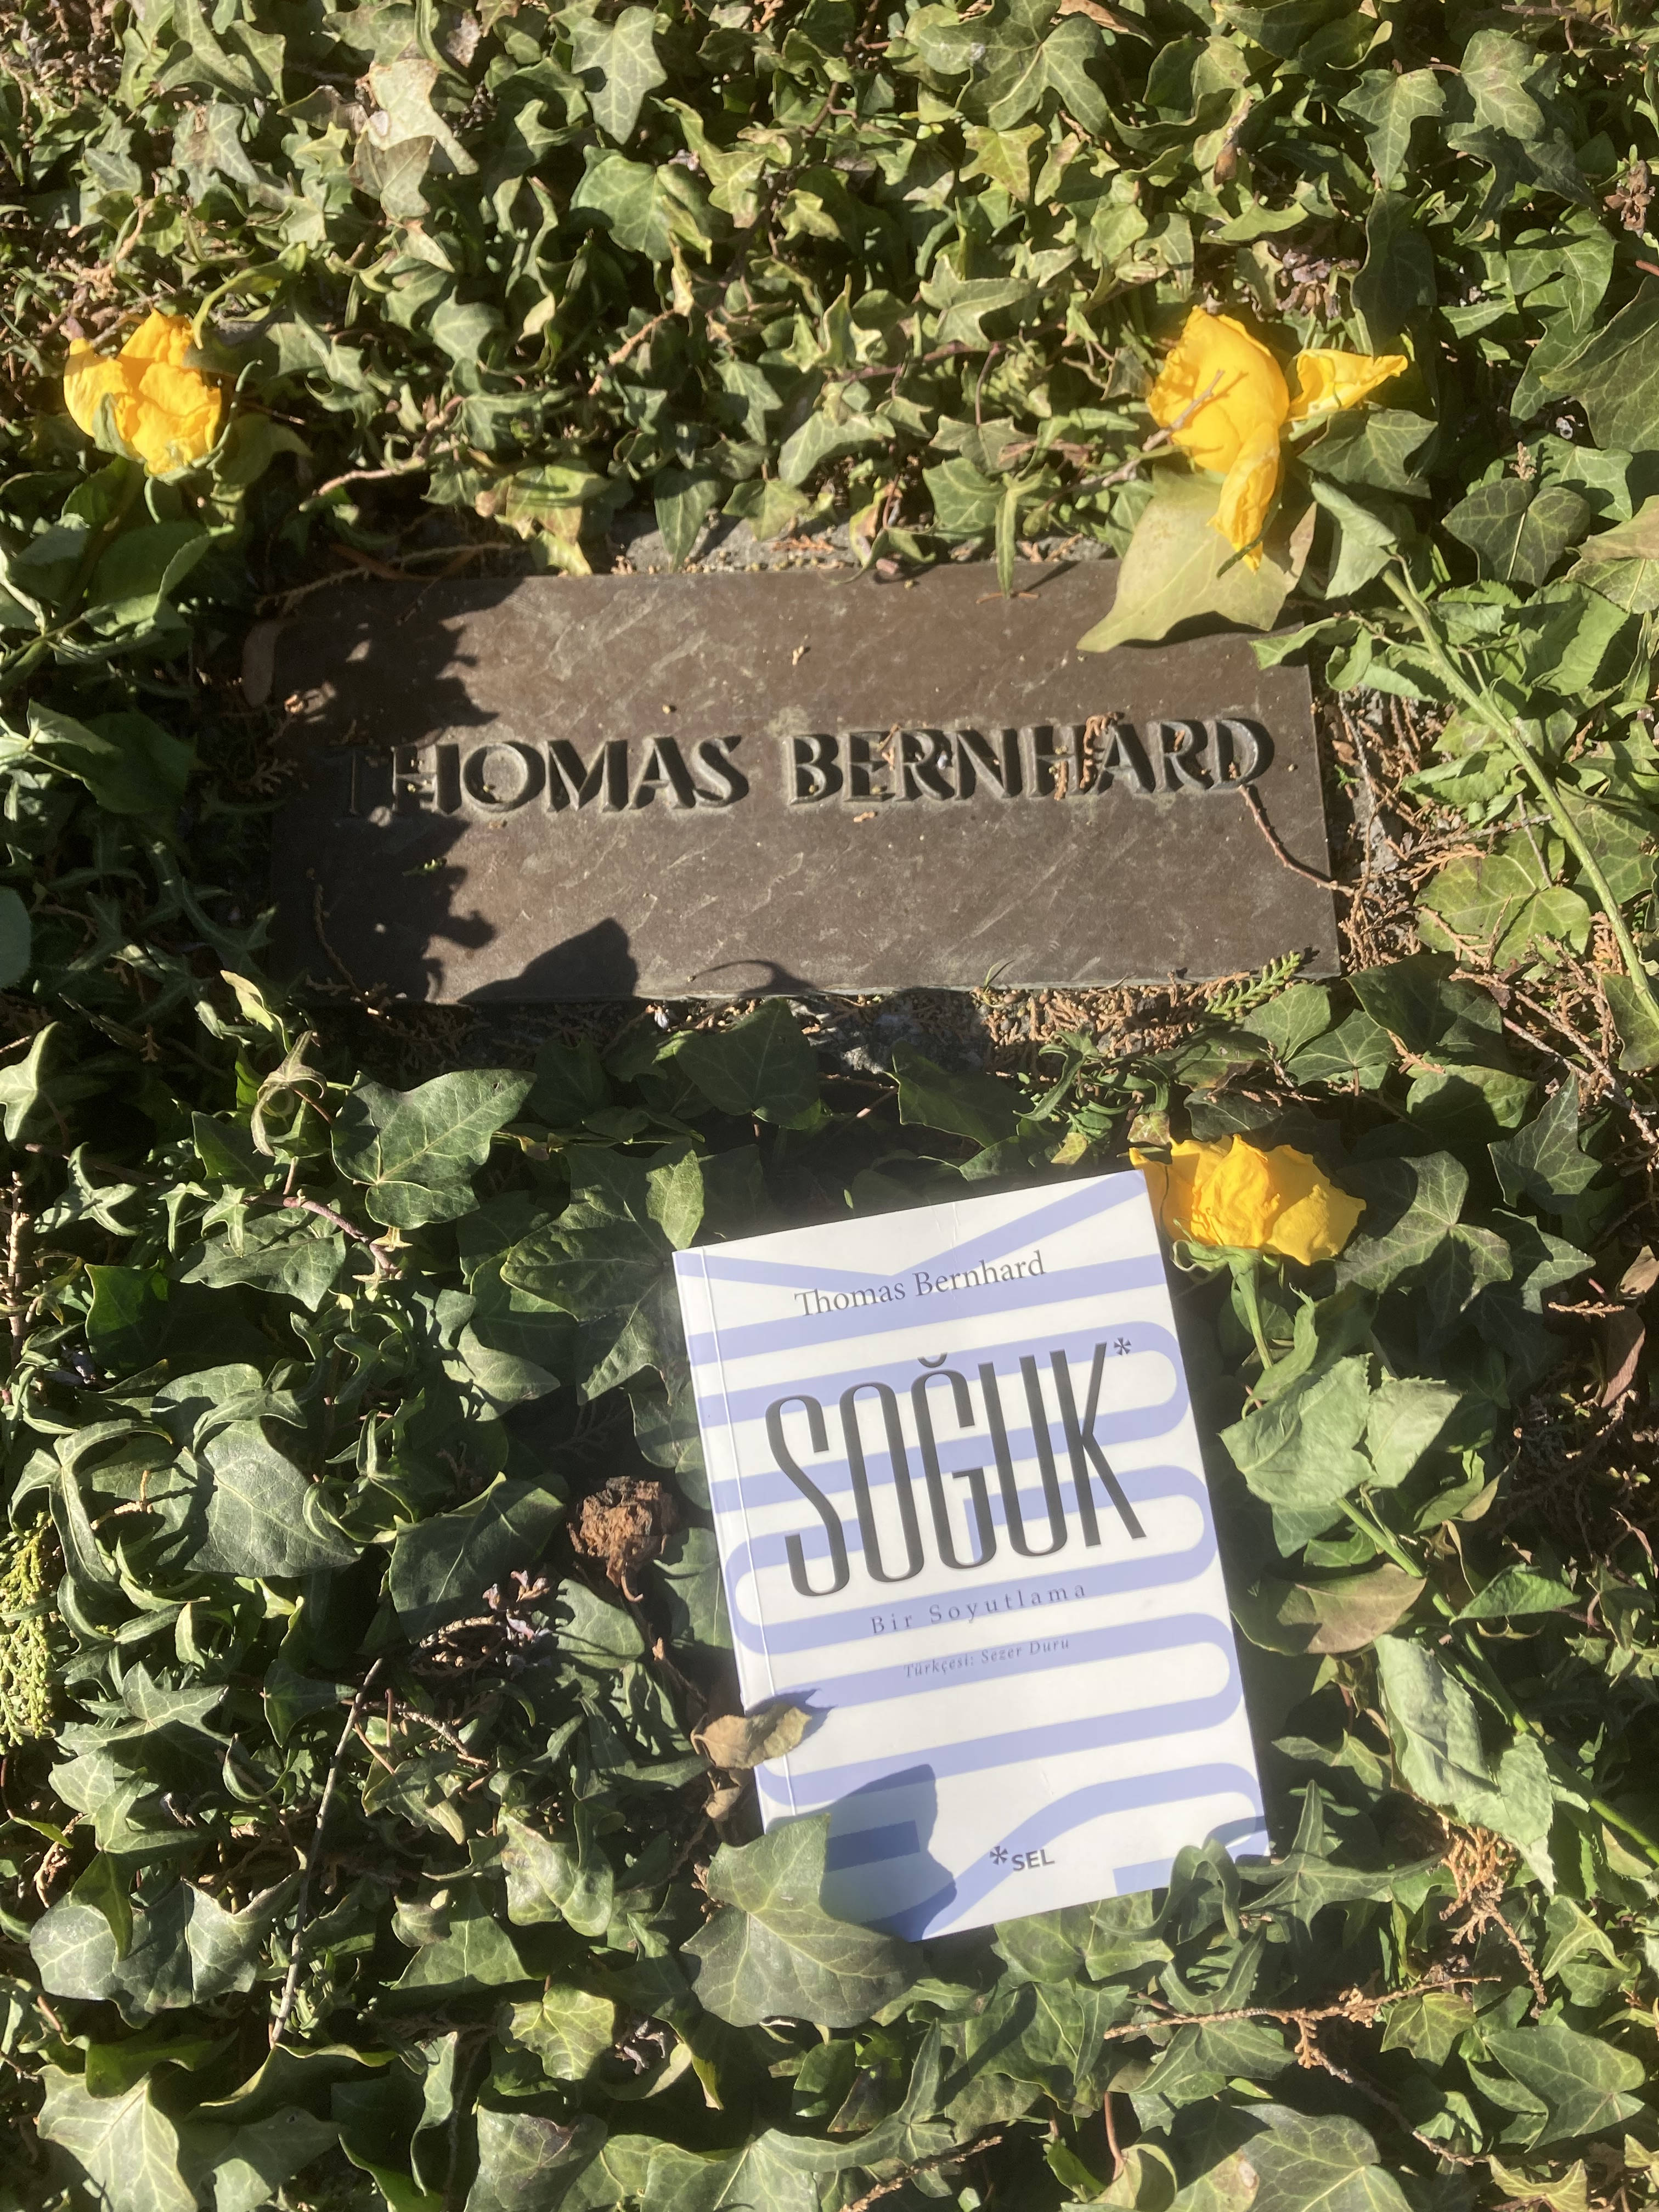 THOMAS BERNHARD
Thomas Bernhard
SOĞUK*
Bir Soyutlama
Türkçesi: Sezer Duru
*SEL